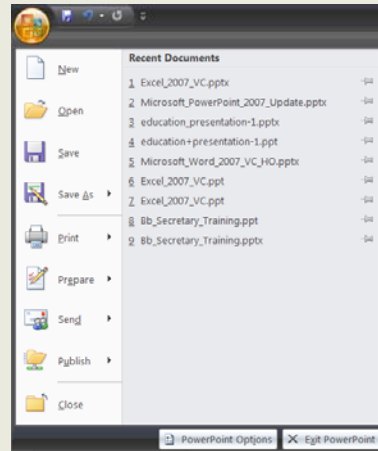 Recent Documents
New
Open
Save
Save As
Print
Prepare
Send
Publish
Close
1 Excel_2007_VC.pptx
2 Microsoft_PowerPoint_2007_Update.pptx
3 education_presentation-1.pptx
4 education+presentation-1.ppt
5 Microsoft_Word_2007_VC_HO.pptx
6 Excel_2007_VC.ppt
7 Excel_2007_VC.ppt
8 Bb_Secretary_Training.ppt
9 Bb_Secretary_Training.pptx
PowerPoint Options
Exit PowerPoint